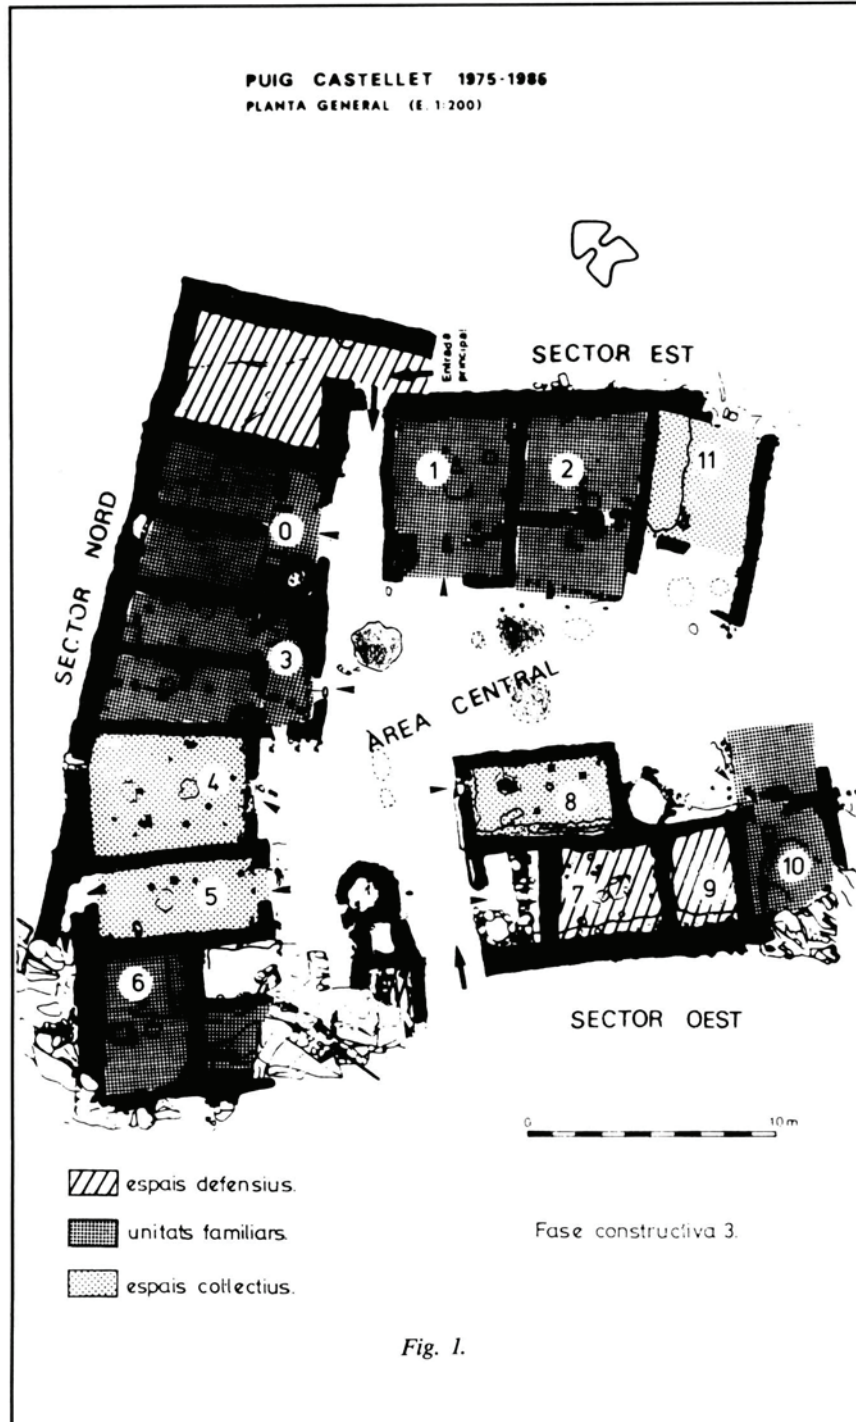 PUIG CASTELLET 1975-1986
PLANTA GENERAL (E. 1:200)
Entrada
principal
SECTOR EST
1
2
11
0
SECTOR NORD
3
ÀREA CENTRAL
4
8
5
7
9
10
6
SECTOR OEST
0
10 m
espais defensius.
unitats familiars.
espais col·lectius.
Fase constructiva 3.
Fig. 1.